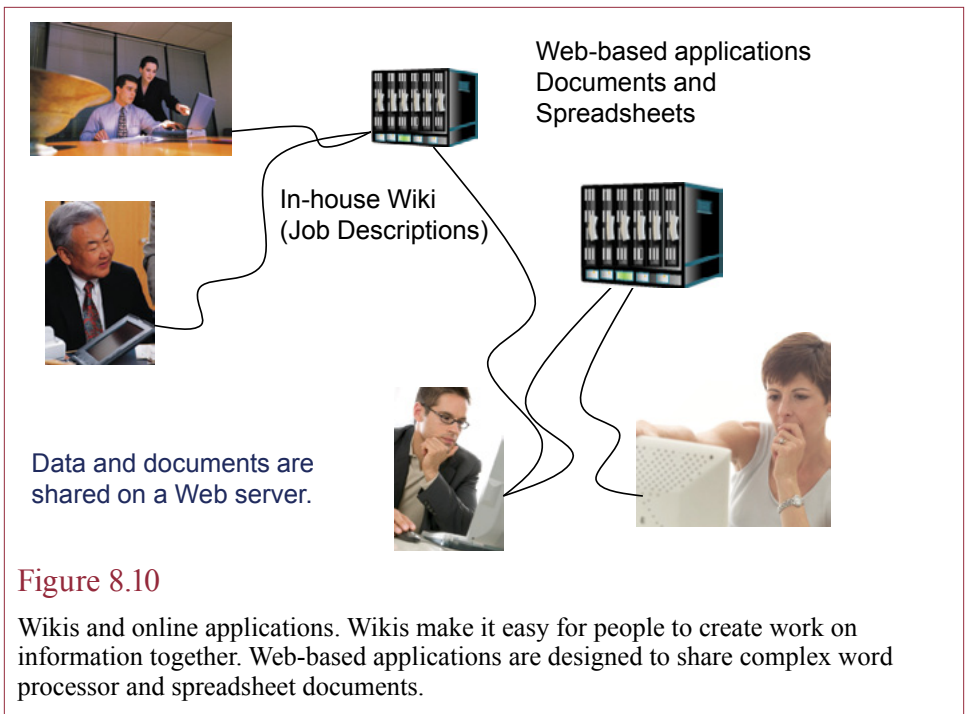 Web-based applications
Documents and
Spreadsheets
In-house Wiki
(Job Descriptions)
Data and documents are
shared on a Web server.
Figure 8.10
Wikis and online applications. Wikis make it easy for people to create work on
information together. Web-based applications are designed to share complex word
processor and spreadsheet documents.